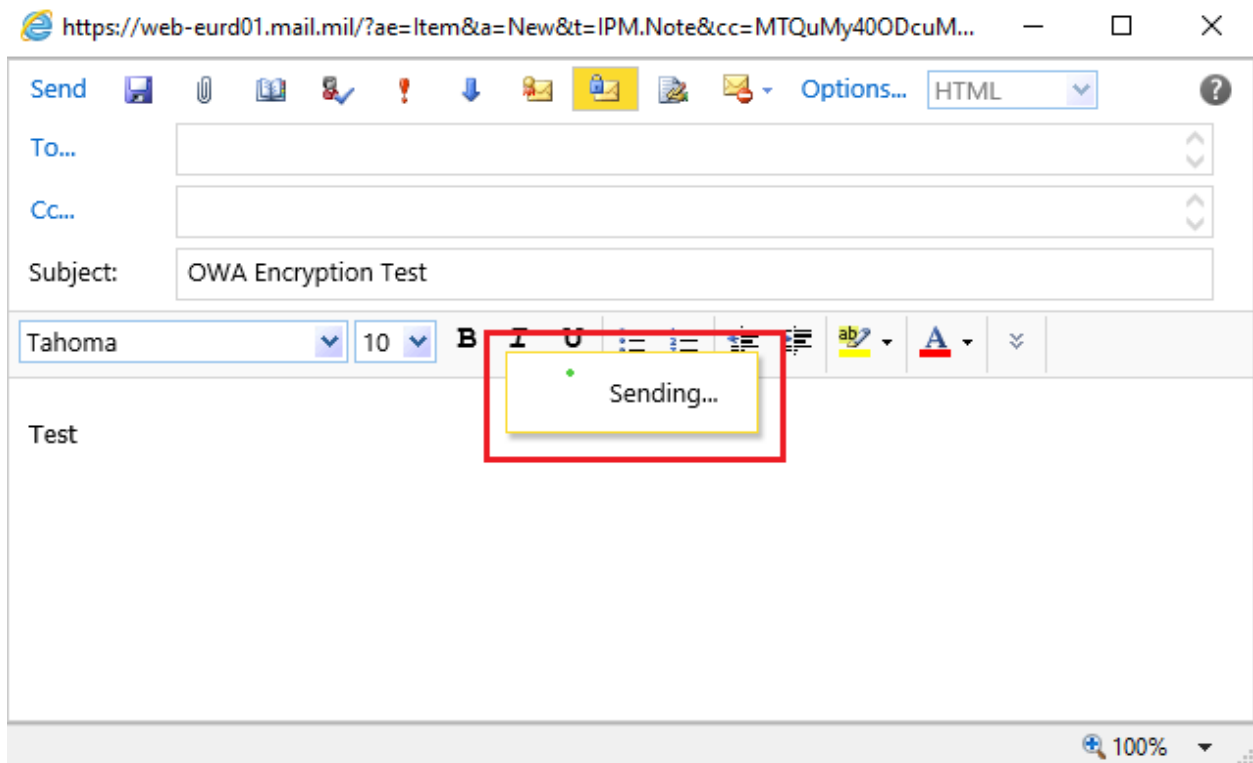 https://web-eurd01.mail.mil/?ae=Item&a=New&t=IPM.Note&cc=MTQuMy40ODcuM...
Send Options... HTML
To...
Cc...
Subject: OWA Encryption Test
Tahoma 10 B I U ab A
Sending...
Test
100%